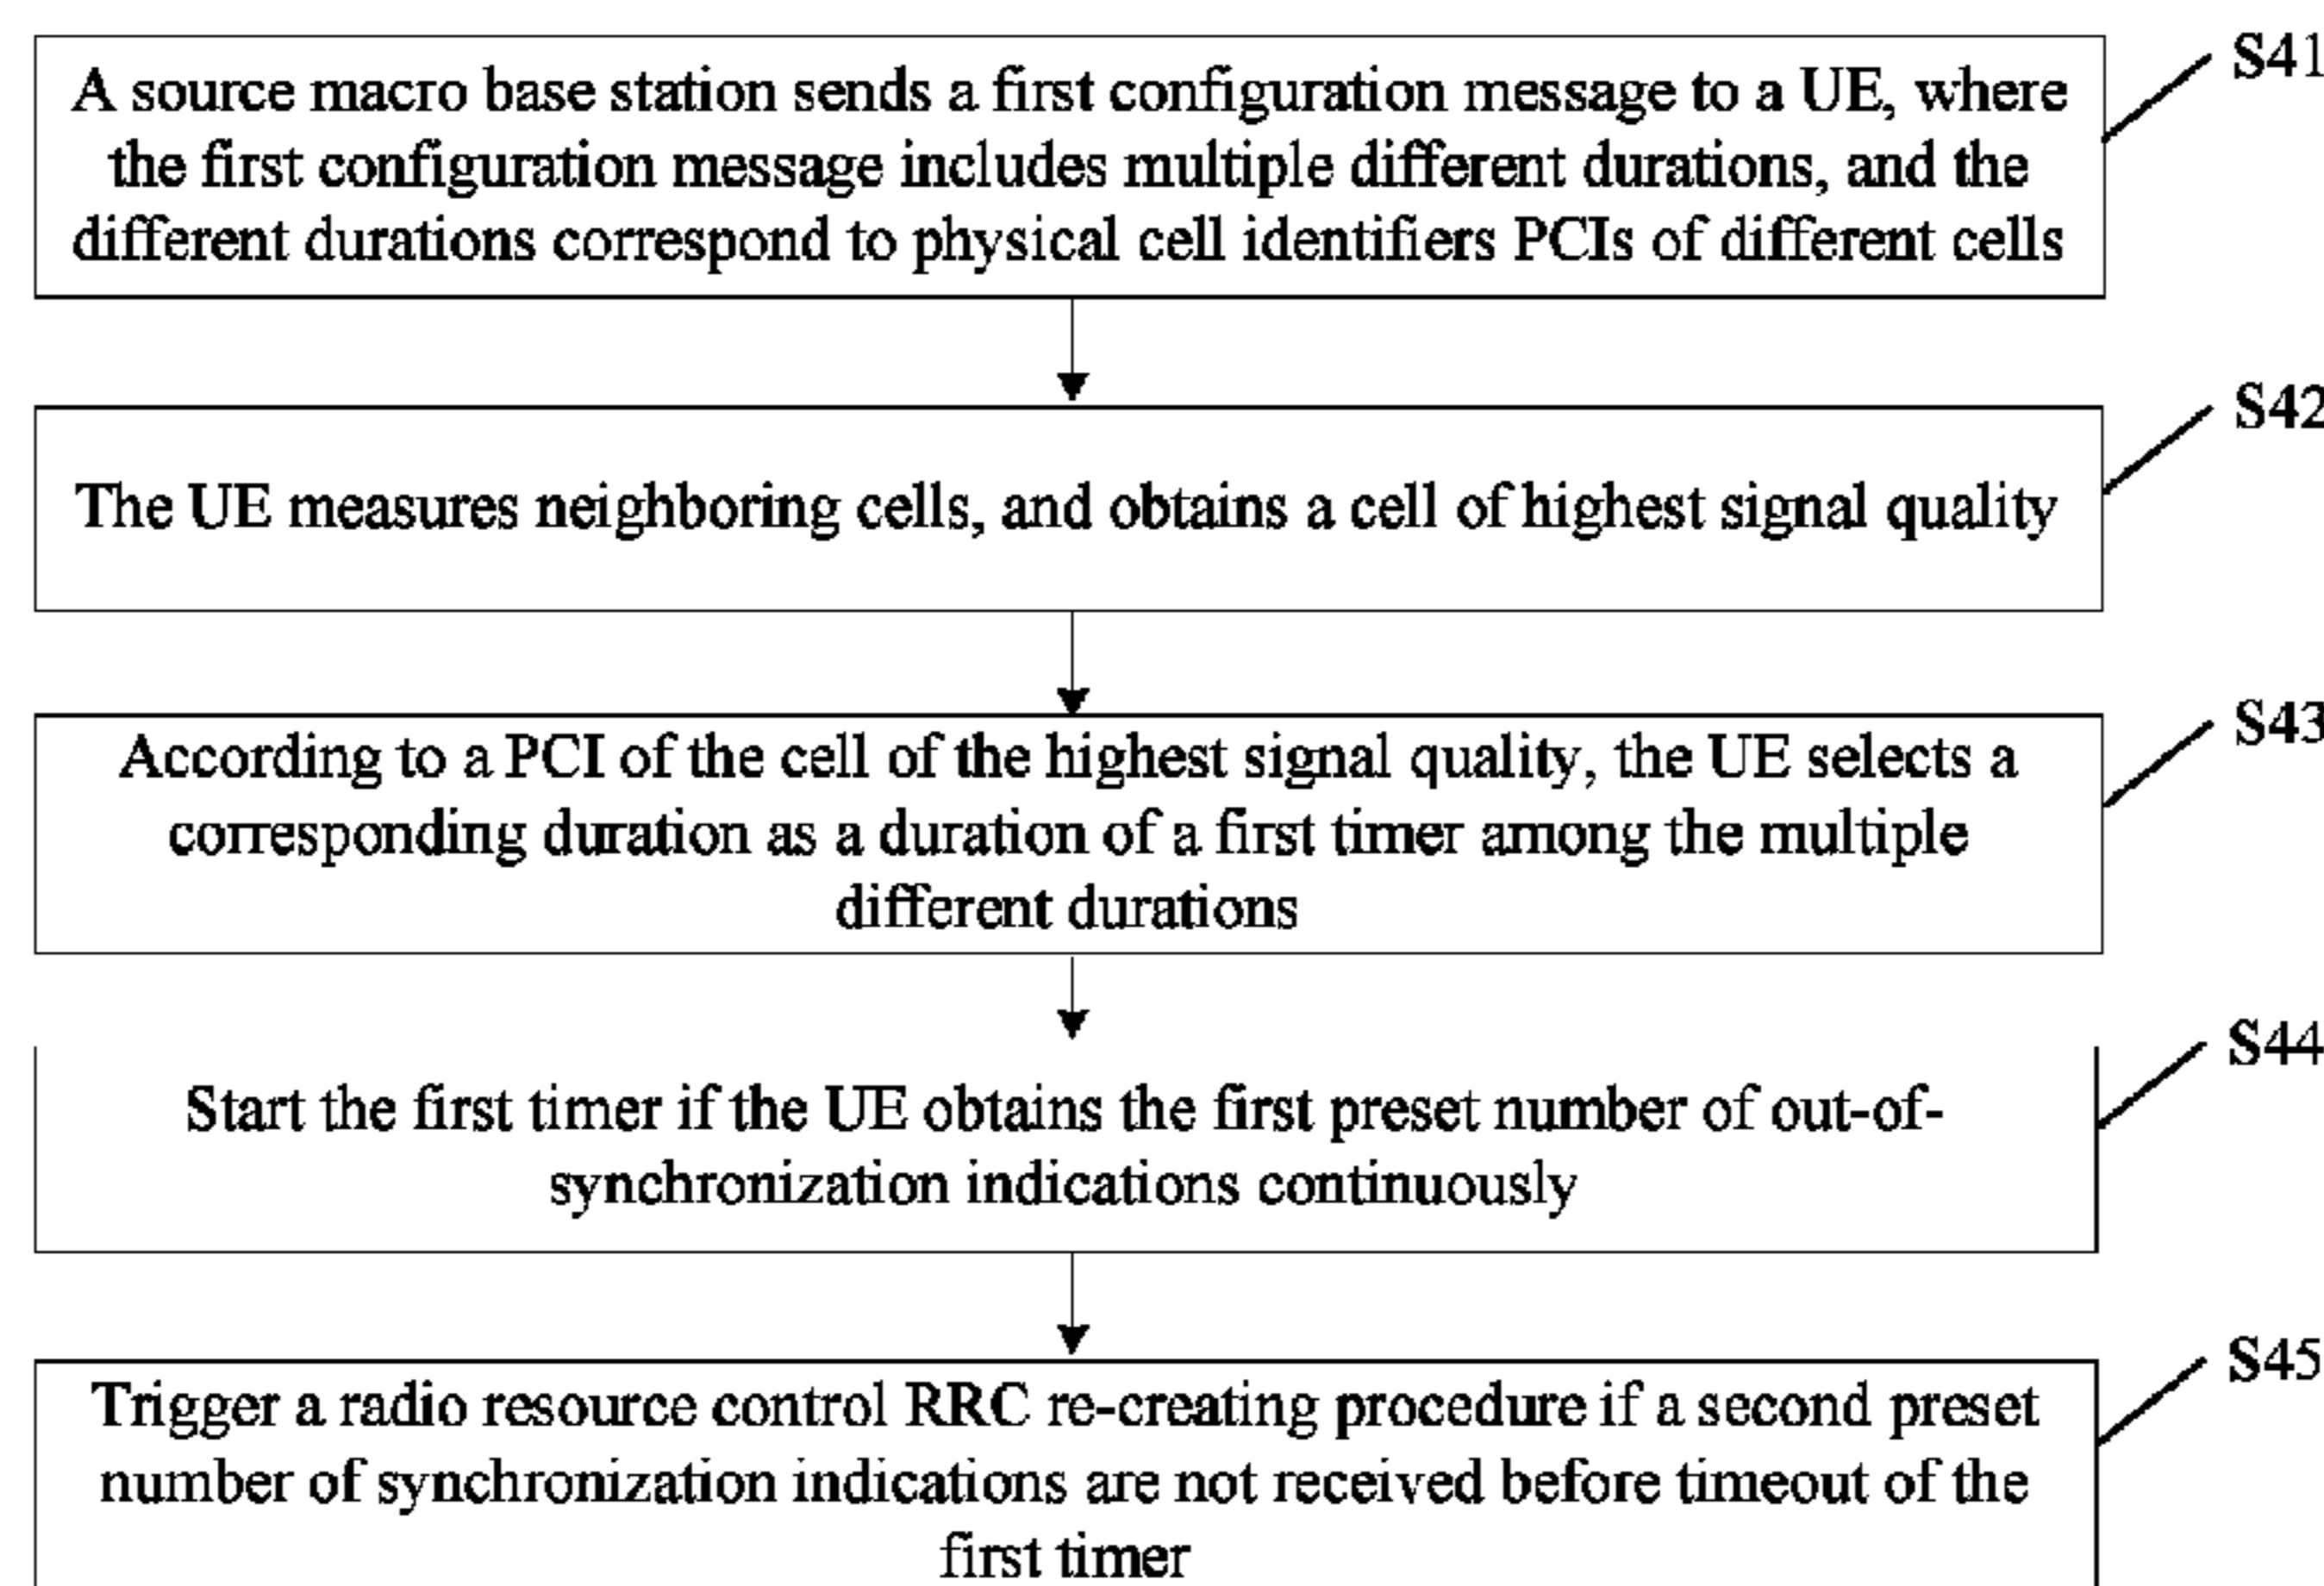 A source macro base station sends a first configuration message to a UE, where
the first configuration message includes multiple different durations, and the
different durations correspond to physical cell identifiers PCIs of different cells
S41
The UE measures neighboring cells, and obtains a cell of highest signal quality
S42
According to a PCI of the cell of the highest signal quality, the UE selects a
corresponding duration as a duration of a first timer among the multiple
different durations
S43
Start the first timer if the UE obtains the first preset number of out-of-
synchronization indications continuously
S44
Trigger a radio resource control RRC re-creating procedure if a second preset
number of synchronization indications are not received before timeout of the
first timer
S45